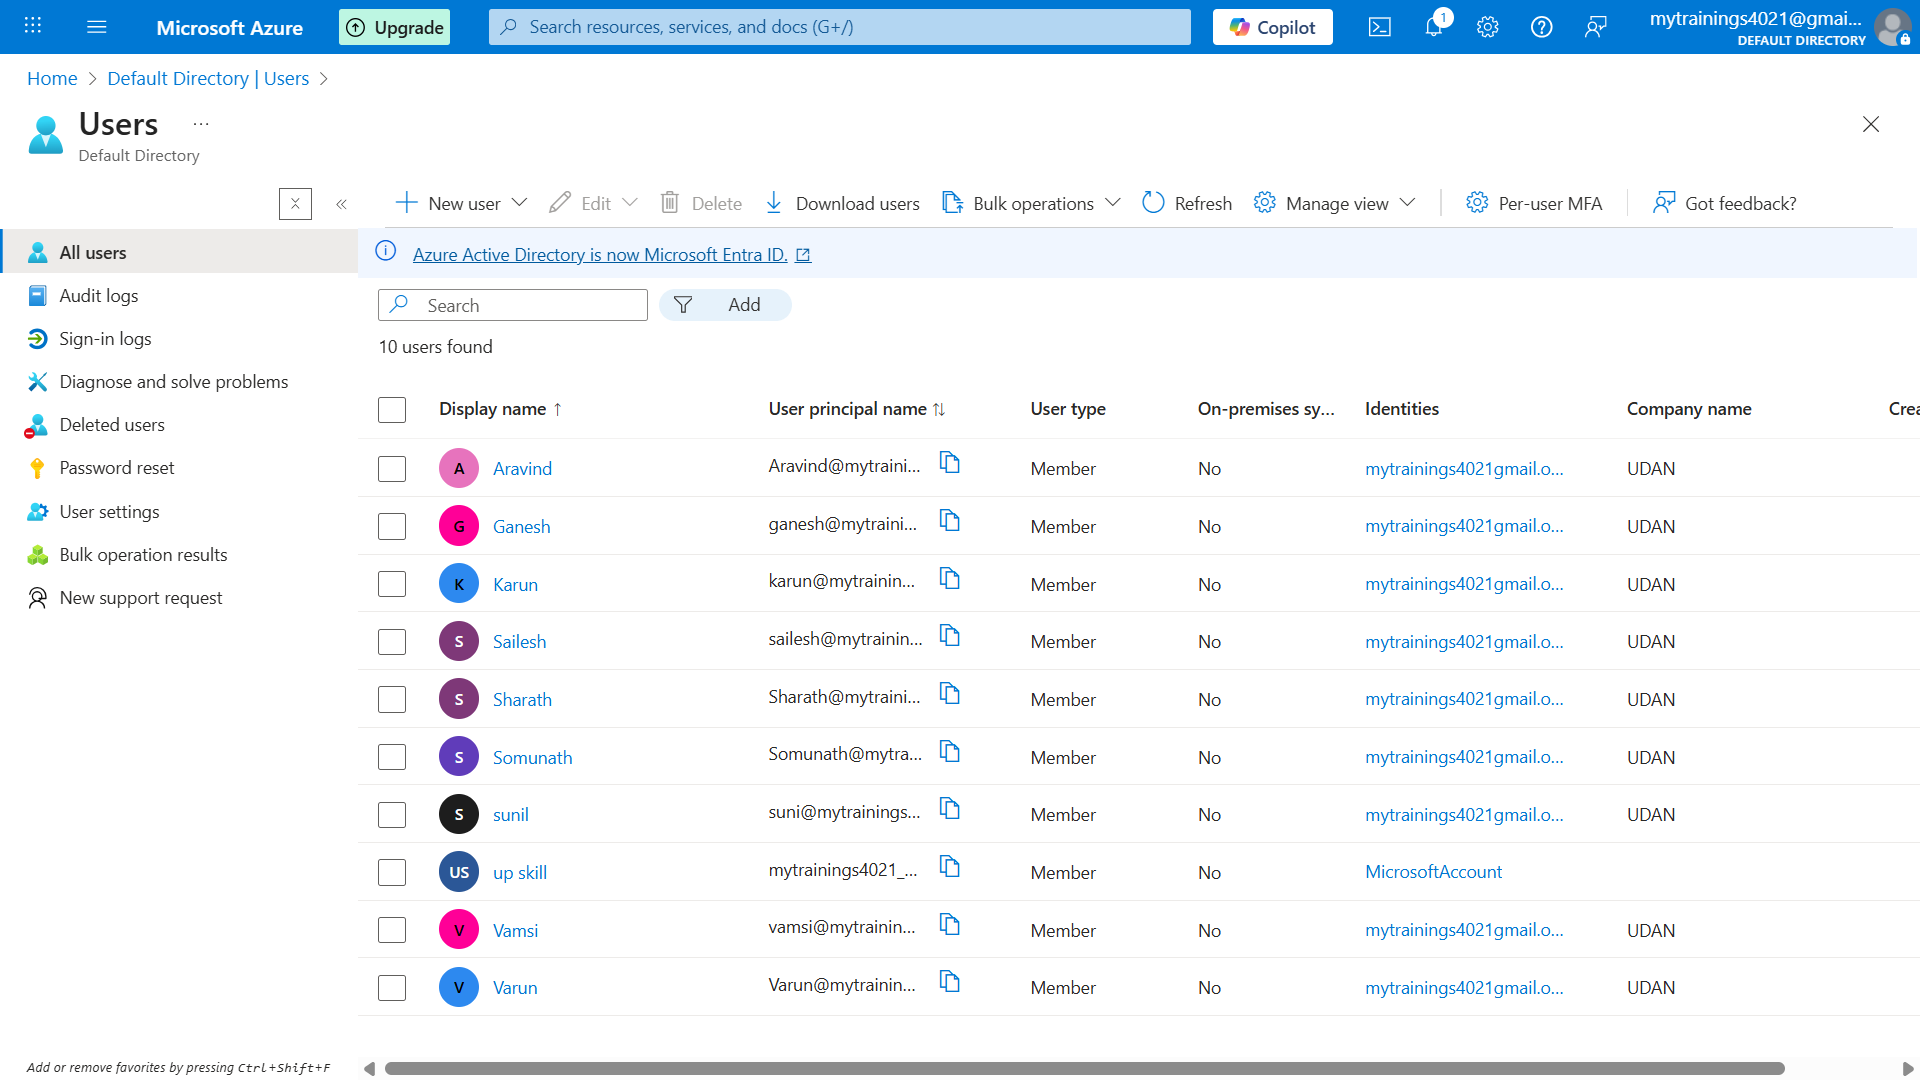 Microsoft Azure
Upgrade
Search resources, services, and docs (G+/)
Copilot
1
mytrainings4021@gmai...
DEFAULT DIRECTORY
Home > Default Directory | Users >
Users ...
Default Directory
New user
Edit
Delete
Download users
Bulk operations
Refresh
Manage view
Per-user MFA
Got feedback?
All users
Audit logs
Sign-in logs
Diagnose and solve problems
Deleted users
Password reset
User settings
Bulk operation results
New support request
Azure Active Directory is now Microsoft Entra ID.
Search
Add
10 users found
Display name ↑ User principal name ↑↓ User type On-premises sy... Identities Company name Crea
A Aravind Aravind@mytraini... Member No mytrainings4021gmail.o... UDAN
G Ganesh ganesh@mytraini... Member No mytrainings4021gmail.o... UDAN
K Karun karun@mytrainin... Member No mytrainings4021gmail.o... UDAN
S Sailesh sailesh@mytrainin... Member No mytrainings4021gmail.o... UDAN
S Sharath Sharath@mytraini... Member No mytrainings4021gmail.o... UDAN
S Somunath Somunath@mytra... Member No mytrainings4021gmail.o... UDAN
S sunil suni@mytrainings... Member No mytrainings4021gmail.o... UDAN
US up skill mytrainings4021_... Member No MicrosoftAccount
V Vamsi vamsi@mytrainin... Member No mytrainings4021gmail.o... UDAN
V Varun Varun@mytrainin... Member No mytrainings4021gmail.o... UDAN
Add or remove favorites by pressing Ctrl+Shift+F